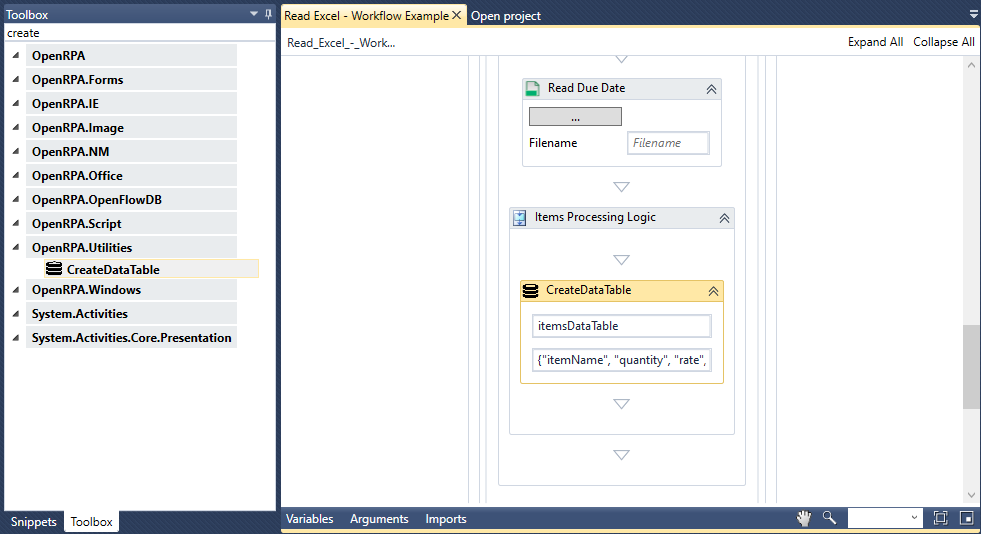 Toolbox
create
OpenRPA
OpenRPA.Forms
OpenRPA.IE
OpenRPA.Image
OpenRPA.NM
OpenRPA.Office
OpenRPA.OpenFlowDB
OpenRPA.Script
OpenRPA.Utilities
CreateDataTable
OpenRPA.Windows
System.Activities
System.Activities.Core.Presentation
Snippets Toolbox
Read Excel - Workflow Example Open project
Read_Excel_-_Work... Expand All Collapse All
Read Due Date
...
Filename Filename
Items Processing Logic
CreateDataTable
itemsDataTable
{"itemName", "quantity", "rate",
Variables Arguments Imports